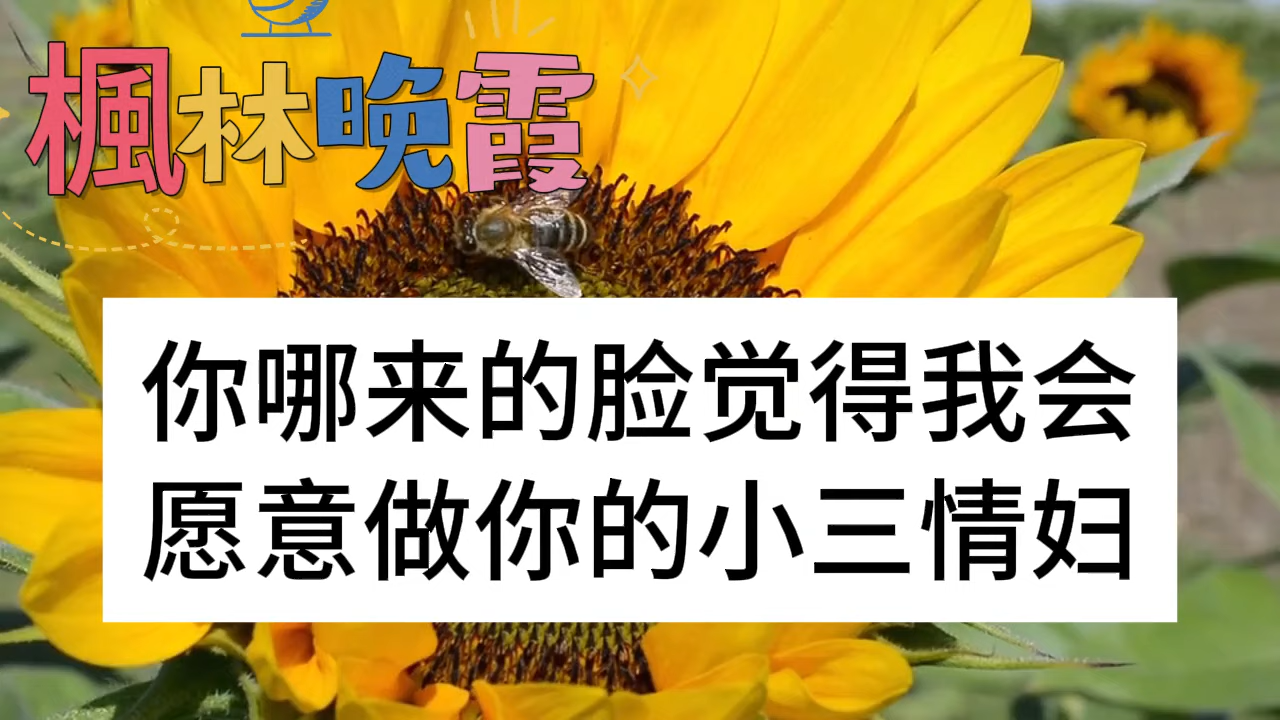 楓林晚霞
你哪来的脸觉得我会
愿意做你的小三情妇